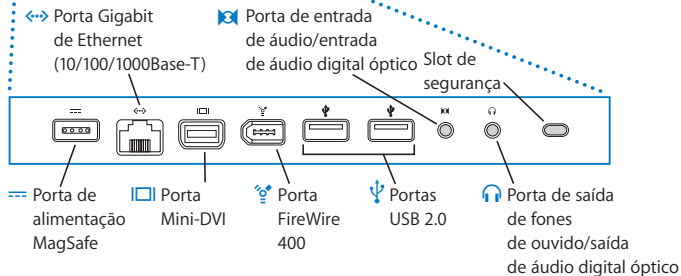 Porta Gigabit
de Ethernet
(10/100/1000Base-T)
Porta de entrada
de áudio/entrada
de áudio digital óptico
Slot de
segurança
Porta de
alimentação
MagSafe
Porta
Mini-DVI
Porta
FireWire
400
Portas
USB 2.0
Porta de saída
de fones
de ouvido/saída
de áudio digital óptico